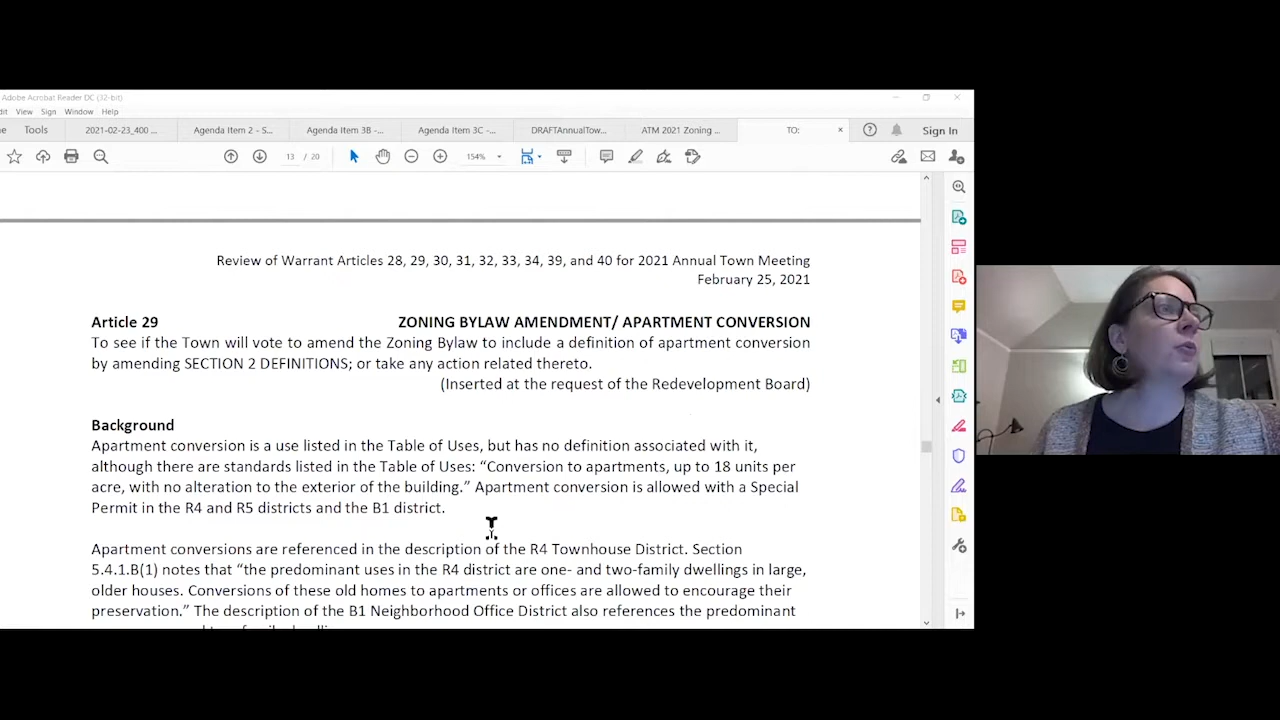 Adobe Acrobat Reader DC (32-bit)
dit View Sign Window Help
Tools 2021-02-23_400 ... Agenda Item 2 - S... Agenda Item 3B -... Agenda Item 3C -... DRAFTAnnualTow... ATM 2021 Zoning ... TO: × Sign In
13 / 20 154%
Review of Warrant Articles 28, 29, 30, 31, 32, 33, 34, 39, and 40 for 2021 Annual Town Meeting
February 25, 2021
Article 29 ZONING BYLAW AMENDMENT/ APARTMENT CONVERSION
To see if the Town will vote to amend the Zoning Bylaw to include a definition of apartment conversion
by amending SECTION 2 DEFINITIONS; or take any action related thereto.
(Inserted at the request of the Redevelopment Board)
Background
Apartment conversion is a use listed in the Table of Uses, but has no definition associated with it,
although there are standards listed in the Table of Uses: “Conversion to apartments, up to 18 units per
acre, with no alteration to the exterior of the building.” Apartment conversion is allowed with a Special
Permit in the R4 and R5 districts and the B1 district.
Apartment conversions are referenced in the description of the R4 Townhouse District. Section
5.4.1.B(1) notes that “the predominant uses in the R4 district are one- and two-family dwellings in large,
older houses. Conversions of these old homes to apartments or offices are allowed to encourage their
preservation.” The description of the B1 Neighborhood Office District also references the predominant